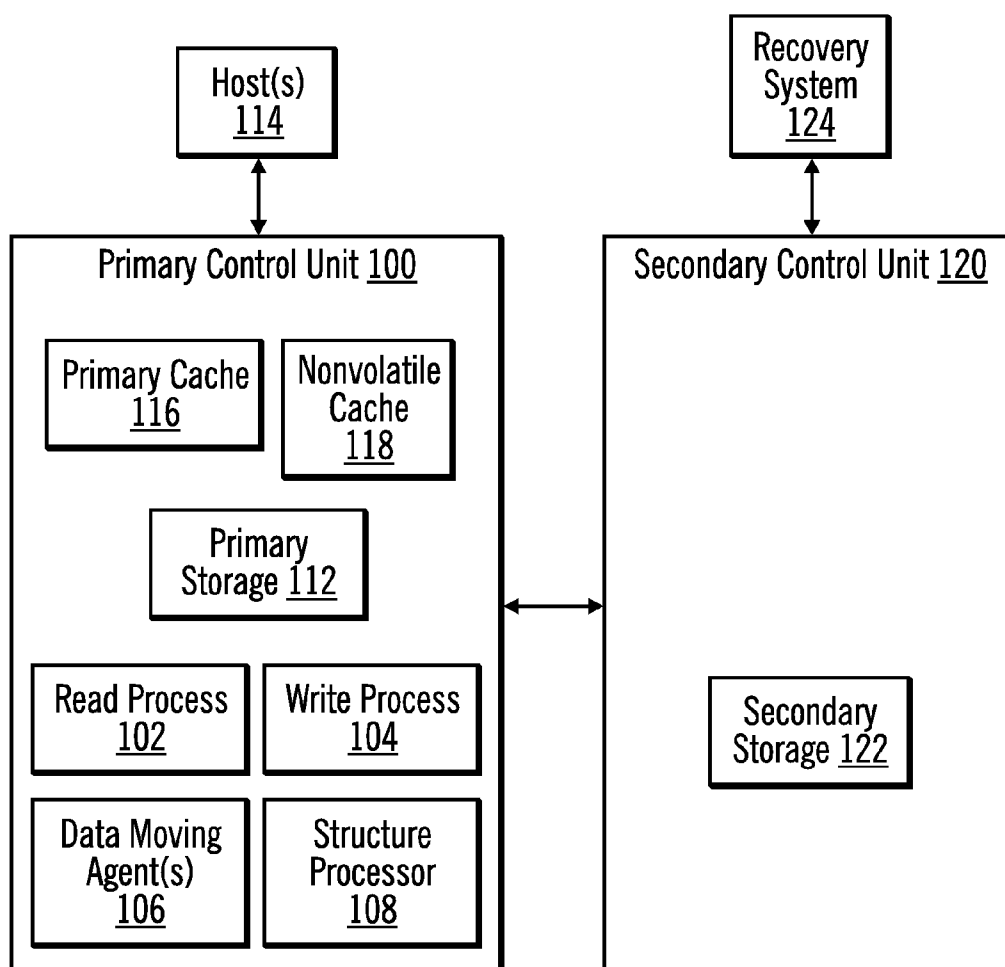 Host(s)
114
Recovery
System
124
Primary Control Unit 100
Secondary Control Unit 120
Primary Cache
116
Nonvolatile
Cache
118
Primary
Storage 112
Read Process
102
Write Process
104
Secondary
Storage 122
Data Moving
Agent(s)
106
Structure
Processor
108